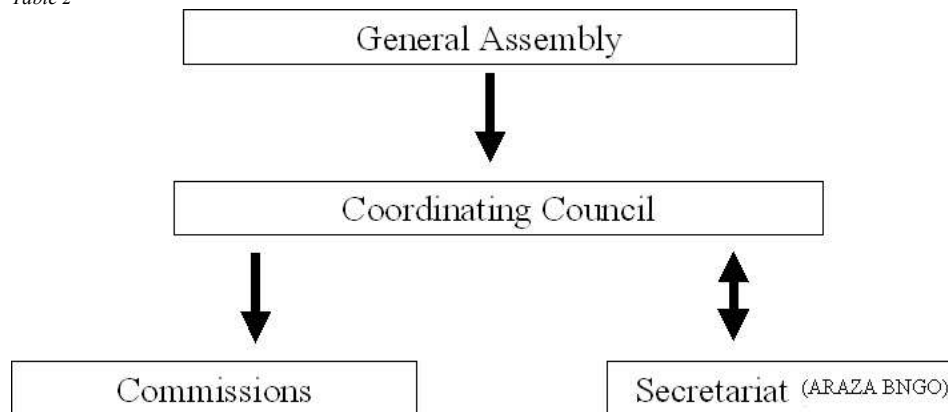 Table 2
General Assembly
Coordinating Council
Commissions
Secretariat (ARAZA BNGO)